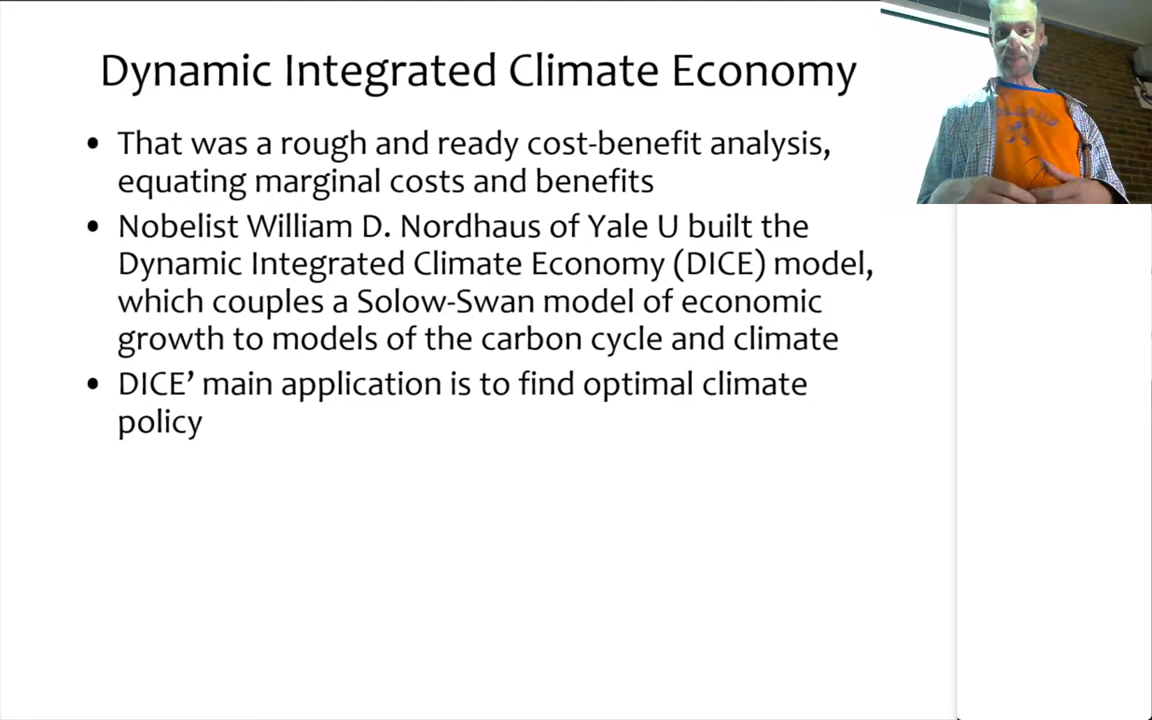 Dynamic Integrated Climate Economy
• That was a rough and ready cost-benefit analysis,
equating marginal costs and benefits
• Nobelist William D. Nordhaus of Yale U built the
Dynamic Integrated Climate Economy (DICE) model,
which couples a Solow-Swan model of economic
growth to models of the carbon cycle and climate
• DICE’ main application is to find optimal climate
policy